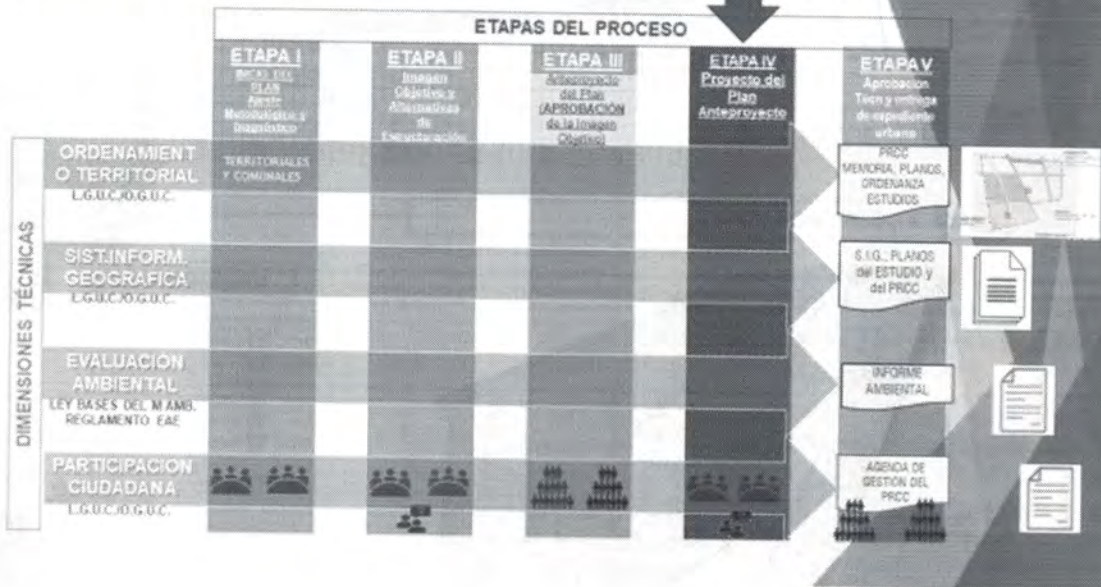 ETAPAS DEL PROCESO
ETAPA I
INICIO DEL
PLAN
Ajuste
Metodológico y
Diagnóstico
ETAPA II
Imagen
Objetivo y
Alternativas
de
Estructuración
ETAPA III
Anteproyecto
del Plan
(APROBACIÓN
de la Imagen
Objetivo)
ETAPA IV
Proyecto del
Plan
Anteproyecto
ETAPA V
Aprobación
Técn y entrega
de expediente
urbano
DIMENSIONES TÉCNICAS
ORDENAMIENT
O TERRITORIAL
L.G.U.C./O.G.U.C.
TERRITORIALES
Y COMUNALES
PRCC
MEMORIA, PLANOS,
ORDENANZA
ESTUDIOS
SIST.INFORM.
GEOGRAFICA
L.G.U.C./O.G.U.C.
S.I.G.; PLANOS
del ESTUDIO y
del PRCC
EVALUACIÓN
AMBIENTAL
LEY BASES DEL M.AMB.
REGLAMENTO EAE
INFORME
AMBIENTAL
PARTICIPACION
CIUDADANA
L.G.U.C./O.G.U.C.
AGENDA DE
GESTIÓN DEL
PRCC